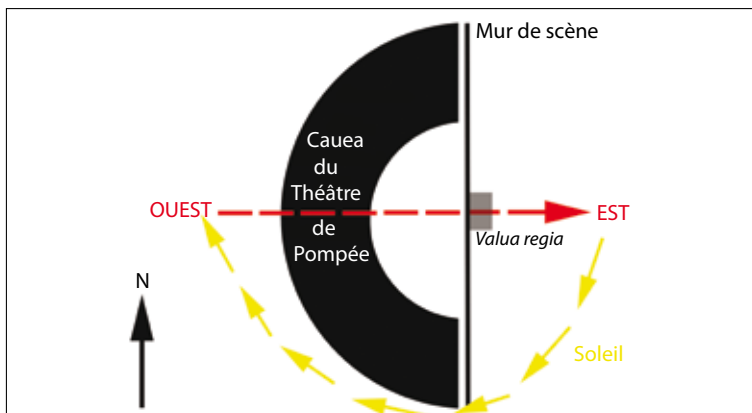 Mur de scène
Cauea
du
Théâtre
OUEST
EST
de
Pompée
Valua regia
N
Soleil